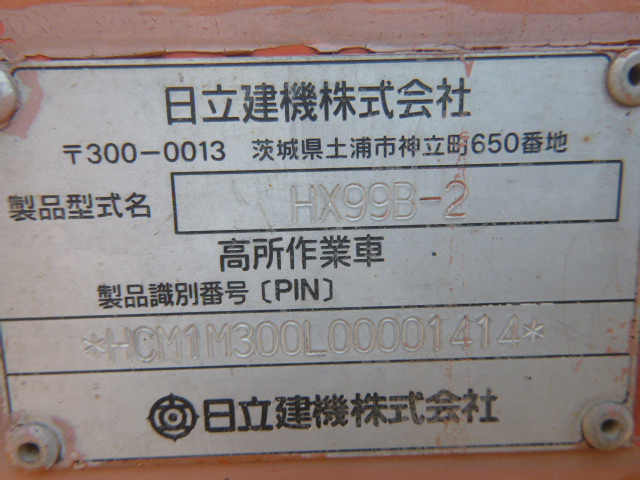 日立建機株式会社
〒300-0013 茨城県土浦市神立町650番地
製品型式名 HX99B-2
高所作業車
製品識別番号〔PIN〕
*HCM1M300L00001414*
日立建機株式会社